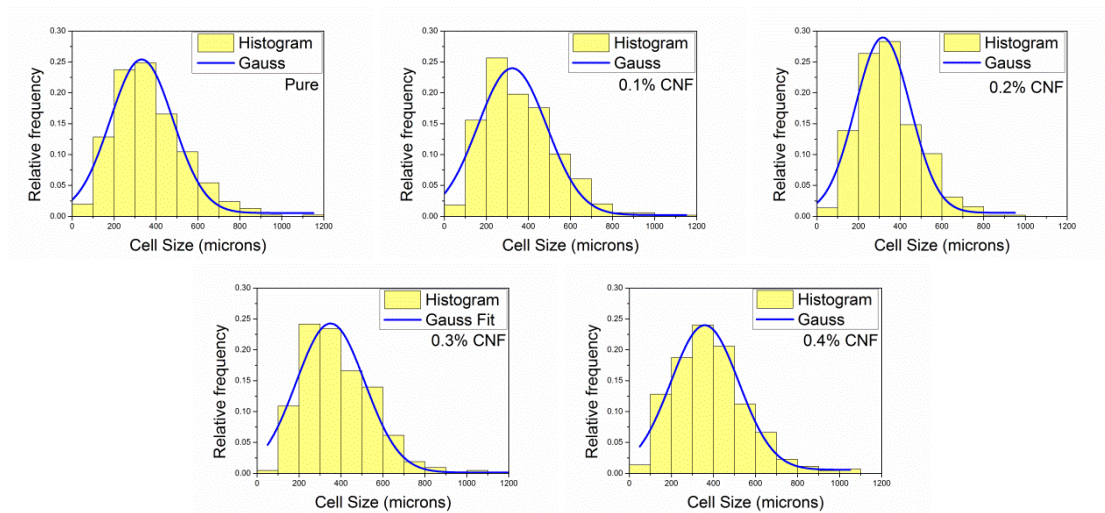 0.30
0.25
0.20
0.15
0.10
0.05
0.00
Relative frequency
Histogram
Gauss
Pure
0 200 400 600 800 1000 1200
Cell Size (microns)
0.30
0.25
0.20
0.15
0.10
0.05
0.00
Relative frequency
Histogram
Gauss
0.1% CNF
0 200 400 600 800 1000 1200
Cell Size (microns)
0.30
0.25
0.20
0.15
0.10
0.05
0.00
Relative frequency
Histogram
Gauss
0.2% CNF
0 200 400 600 800 1000 1200
Cell Size (microns)
0.30
0.25
0.20
0.15
0.10
0.05
0.00
Relative frequency
Histogram
Gauss Fit
0.3% CNF
0 200 400 600 800 1000 1200
Cell Size (microns)
0.30
0.25
0.20
0.15
0.10
0.05
0.00
Relative frequency
Histogram
Gauss
0.4% CNF
0 200 400 600 800 1000 1200
Cell Size (microns)